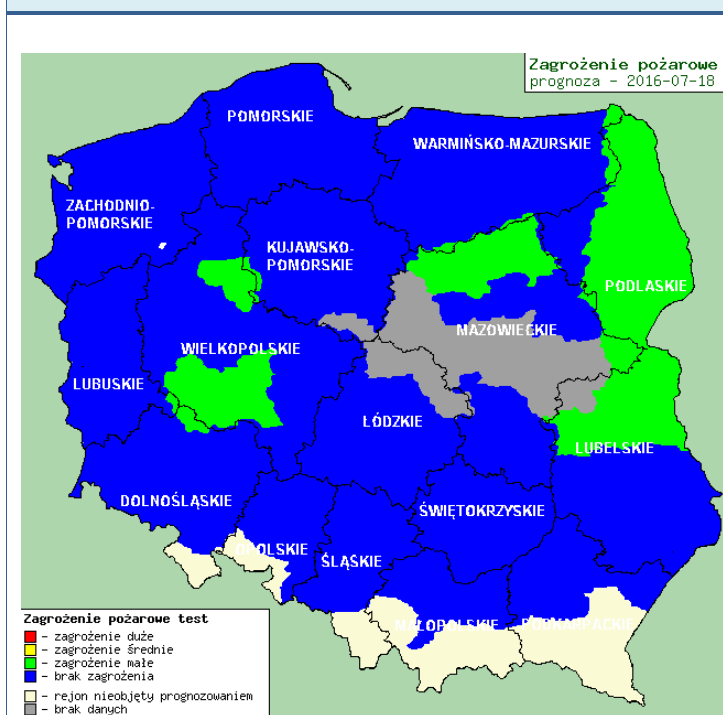 Zagrożenie pożarowe
prognoza - 2016-07-18
POMORSKIE
WARMIŃSKO-MAZURSKIE
ZACHODNIO-
POMORSKIE
KUJAWSKO-
POMORSKIE
PODLASKIE
MAZOWIECKIE
WIELKOPOLSKIE
LUBUSKIE
ŁÓDZKIE
LUBELSKIE
DOLNOŚLĄSKIE
ŚWIĘTOKRZYSKIE
OPOLSKIE
ŚLĄSKIE
MAŁOPOLSKIE
PODKARPACKIE
Zagrożenie pożarowe test
- zagrożenie duże
- zagrożenie średnie
- zagrożenie małe
- brak zagrożenia
- rejon nieobjęty prognozowaniem
- brak danych